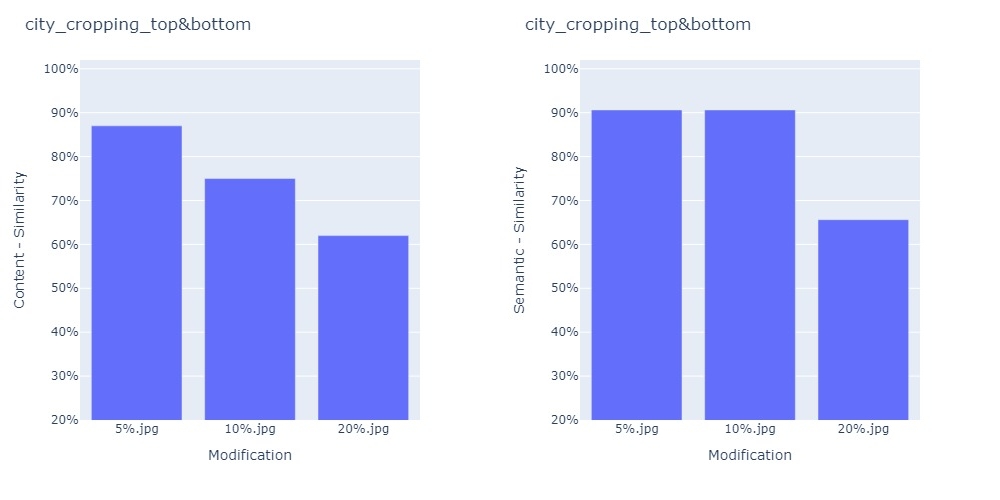 city_cropping_top&bottom
100%
90%
80%
70%
60%
50%
40%
30%
20%
Content - Similarity
5%.jpg
10%.jpg
20%.jpg
Modification
city_cropping_top&bottom
100%
90%
80%
70%
60%
50%
40%
30%
20%
Semantic - Similarity
5%.jpg
10%.jpg
20%.jpg
Modification